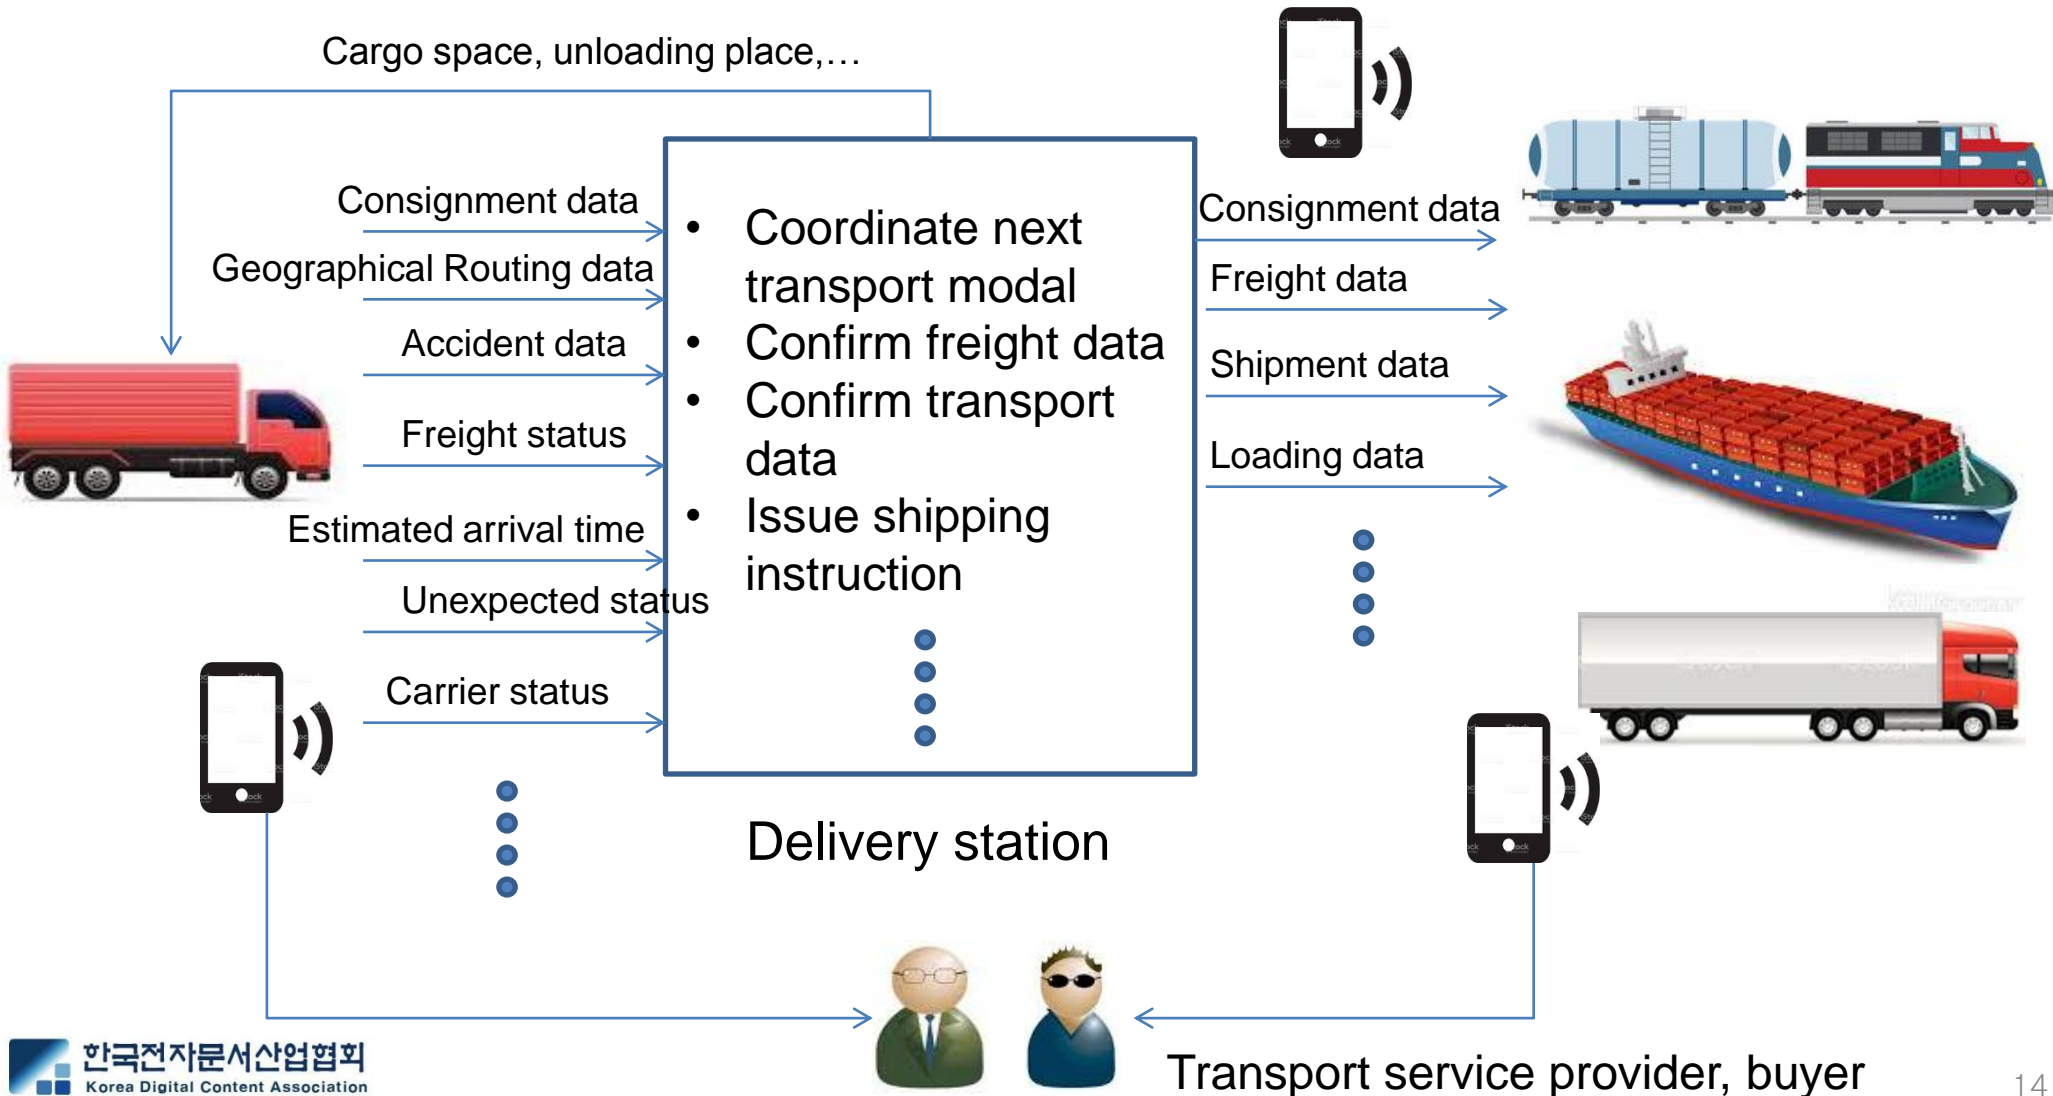 Cargo space, unloading place,…
Consignment data
Geographical Routing data
Accident data
Freight status
Estimated arrival time
Unexpected status
Carrier status
• Coordinate next
transport modal
• Confirm freight data
• Confirm transport
data
• Issue shipping
instruction
Delivery station
Consignment data
Freight data
Shipment data
Loading data
Transport service provider, buyer
한국전자문서산업협회
Korea Digital Content Association
14